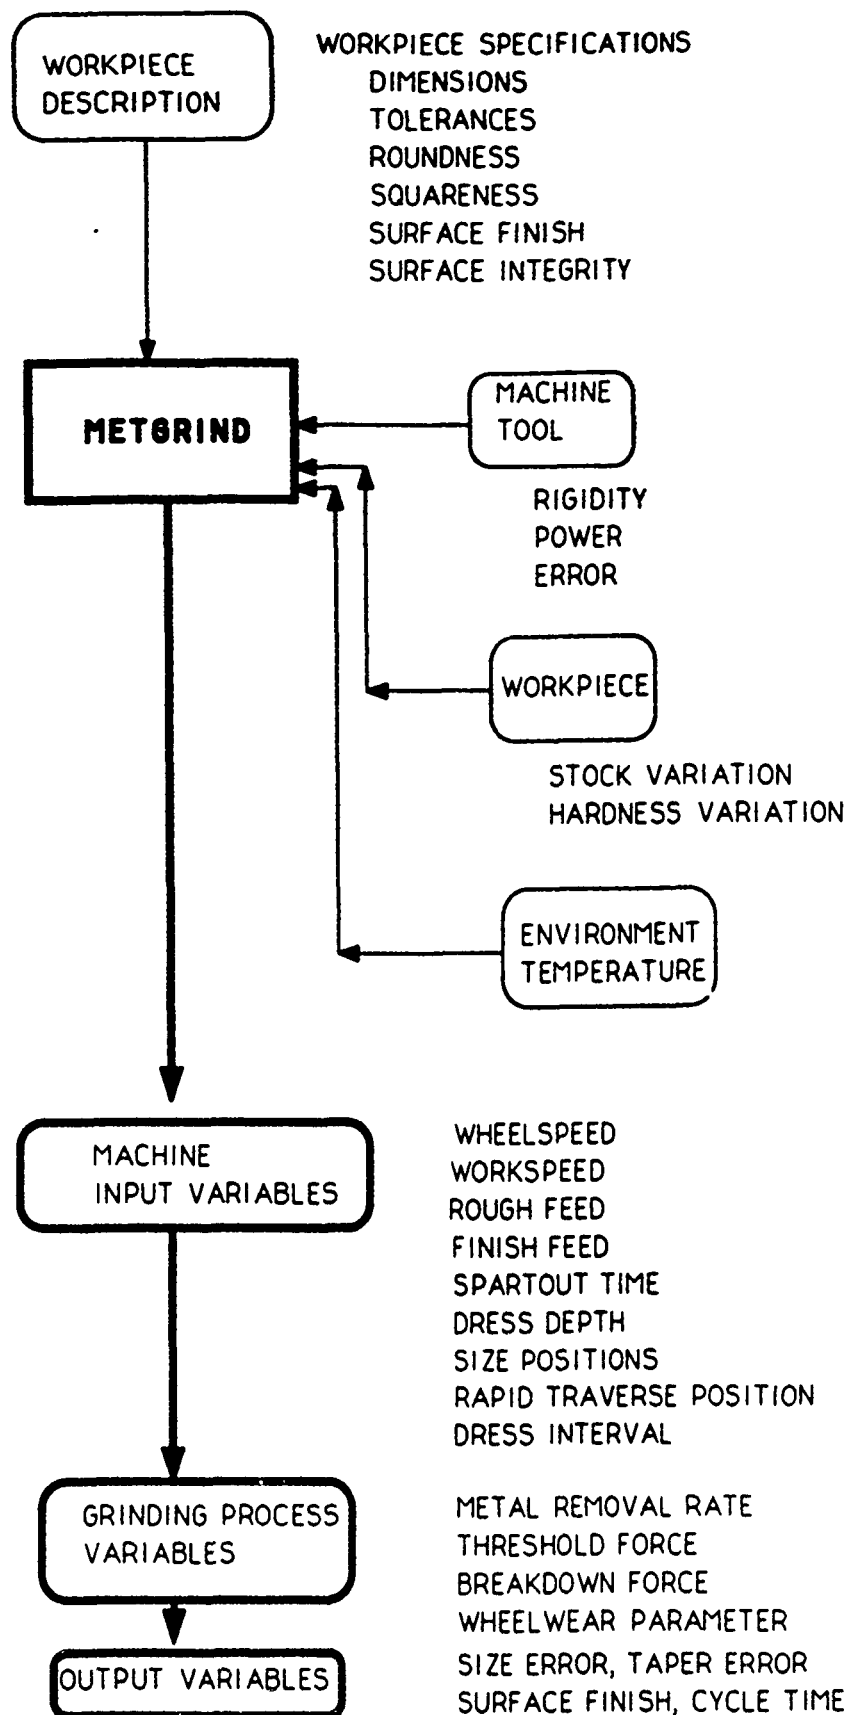 WORKPIECE
DESCRIPTION
WORKPIECE SPECIFICATIONS
DIMENSIONS
TOLERANCES
ROUNDNESS
SQUARENESS
SURFACE FINISH
SURFACE INTEGRITY
METGRIND
MACHINE
TOOL
RIGIDITY
POWER
ERROR
WORKPIECE
STOCK VARIATION
HARDNESS VARIATION
ENVIRONMENT
TEMPERATURE
MACHINE
INPUT VARIABLES
WHEELSPEED
WORKSPEED
ROUGH FEED
FINISH FEED
SPARTOUT TIME
DRESS DEPTH
SIZE POSITIONS
RAPID TRAVERSE POSITION
DRESS INTERVAL
GRINDING PROCESS
VARIABLES
METAL REMOVAL RATE
THRESHOLD FORCE
BREAKDOWN FORCE
WHEELWEAR PARAMETER
OUTPUT VARIABLES
SIZE ERROR, TAPER ERROR
SURFACE FINISH, CYCLE TIME